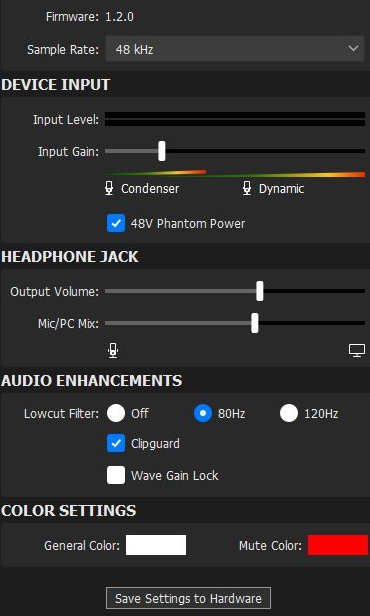 Firmware: 1.2.0
Sample Rate: 48 kHz
DEVICE INPUT
Input Level:
Input Gain:
Condenser Dynamic
48V Phantom Power
HEADPHONE JACK
Output Volume:
Mic/PC Mix:
AUDIO ENHANCEMENTS
Lowcut Filter: Off 80Hz 120Hz
Clipguard
Wave Gain Lock
COLOR SETTINGS
General Color: Mute Color:
Save Settings to Hardware